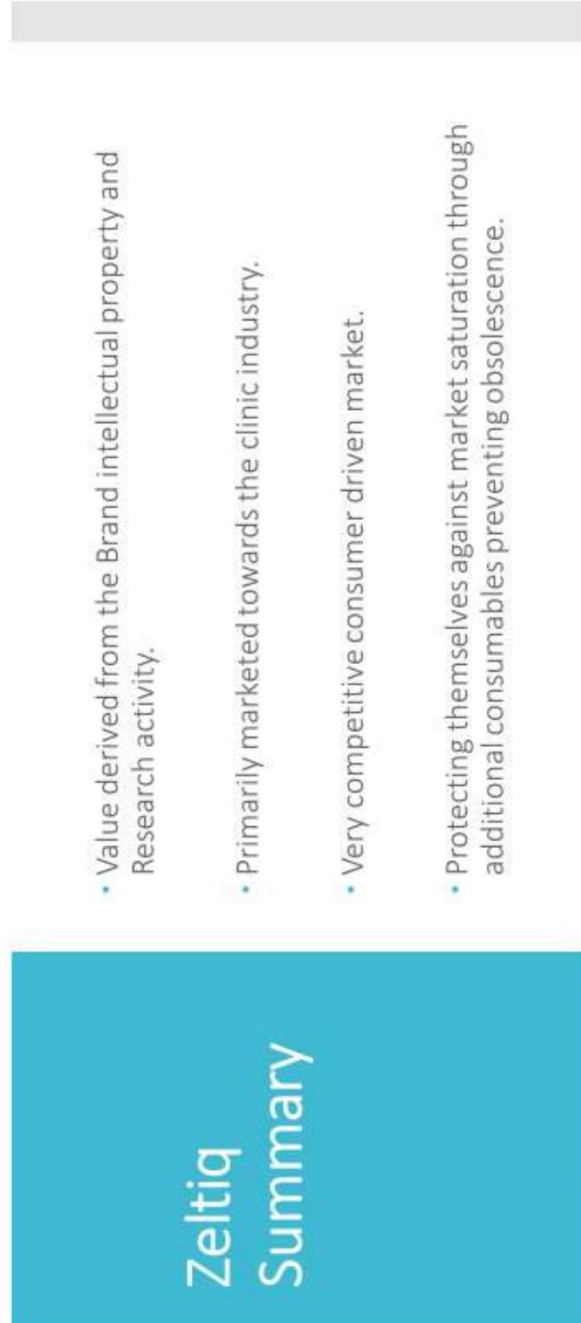 Zeltiq
Summary
• Value derived from the Brand intellectual property and
Research activity.
• Primarily marketed towards the clinic industry.
• Very competitive consumer driven market.
• Protecting themselves against market saturation through
additional consumables preventing obsolescence.